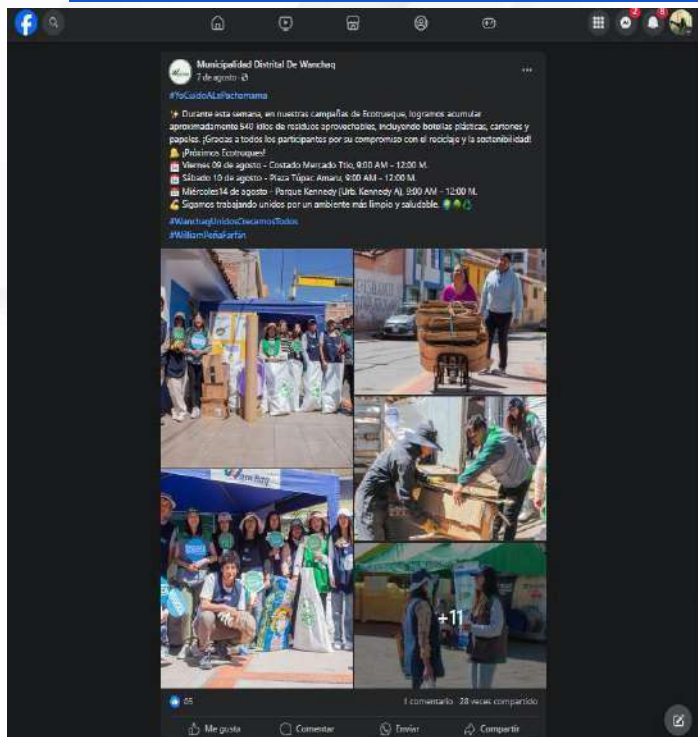 2
8
Municipalidad Distrital De Wanchaq
7 de agosto
#YoCuidoALaPachamama
✨ Durante esta semana, en nuestras campañas de Ecotrueque, logramos acumular
aproximadamente 540 kilos de residuos aprovechables, incluyendo botellas plásticas, cartones y
papeles. ¡Gracias a todos los participantes por su compromiso con el reciclaje y la sostenibilidad!
🔔 ¡Próximos Ecotrueques!
📅 Viernes 09 de agosto - Costado Mercado Ttio, 9:00 AM - 12:00 M.
📅 Sábado 10 de agosto - Plaza Túpac Amaru, 9:00 AM - 12:00 M.
📅 Miércoles14 de agosto - Parque Kennedy (Urb. Kennedy A), 9:00 AM - 12:00 M.
💪 Sigamos trabajando unidos por un ambiente más limpio y saludable. 🌍🌳♻️
#WanchaqUnidosCrecemosTodos
#WilliamPeñaFarfán
+11
65
1 comentario 28 veces compartido
Me gusta Comentar Enviar Compartir